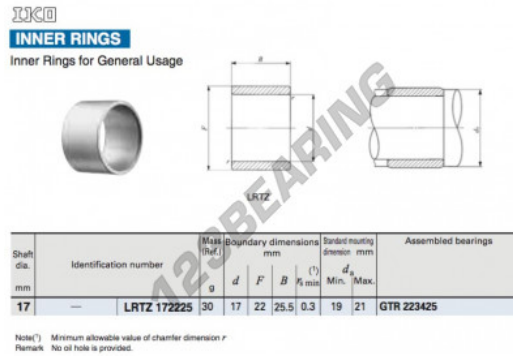 IKO
INNER RINGS
Inner Rings for General Usage
B
F
r
r
d
dₐ
LRTZ
123BEARING
Shaft dia. mm
Identification number
Mass (Ref.) g
Boundary dimensions mm
d F B rₛ min (1)
Standard mounting dimension mm
dₐ
Min. Max.
Assembled bearings
17 — LRTZ 172225 30 17 22 25.5 0.3 19 21 GTR 223425
Note(1) Minimum allowable value of chamfer dimension r
Remark No oil hole is provided.